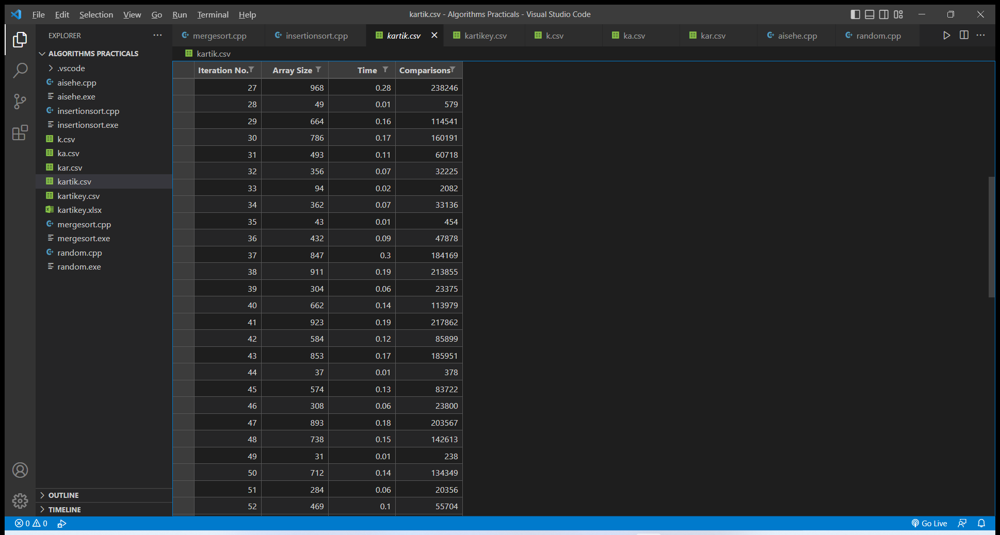 File Edit Selection View Go Run Terminal Help kartik.csv - Algorithms Practicals - Visual Studio Code
EXPLORER
ALGORITHMS PRACTICALS
.vscode
aisehe.cpp
aisehe.exe
insertionsort.cpp
insertionsort.exe
k.csv
ka.csv
kar.csv
kartik.csv
kartikey.csv
kartikey.xlsx
mergesort.cpp
mergesort.exe
random.cpp
random.exe
OUTLINE
TIMELINE
mergesort.cpp insertionsort.cpp kartik.csv kartikey.csv k.csv ka.csv kar.csv aisehe.cpp random.cpp
kartik.csv
Iteration No. Array Size Time Comparisons
27 968 0.28 238246
28 49 0.01 579
29 664 0.16 114541
30 786 0.17 160191
31 493 0.11 60718
32 356 0.07 32225
33 94 0.02 2082
34 362 0.07 33136
35 43 0.01 454
36 432 0.09 47878
37 847 0.3 184169
38 911 0.19 213855
39 304 0.06 23375
40 662 0.14 113979
41 923 0.19 217862
42 584 0.12 85899
43 853 0.17 185951
44 37 0.01 378
45 574 0.13 83722
46 308 0.06 23800
47 893 0.18 203567
48 738 0.15 142613
49 31 0.01 238
50 712 0.14 134349
51 284 0.06 20356
52 469 0.1 55704
0 0 Go Live